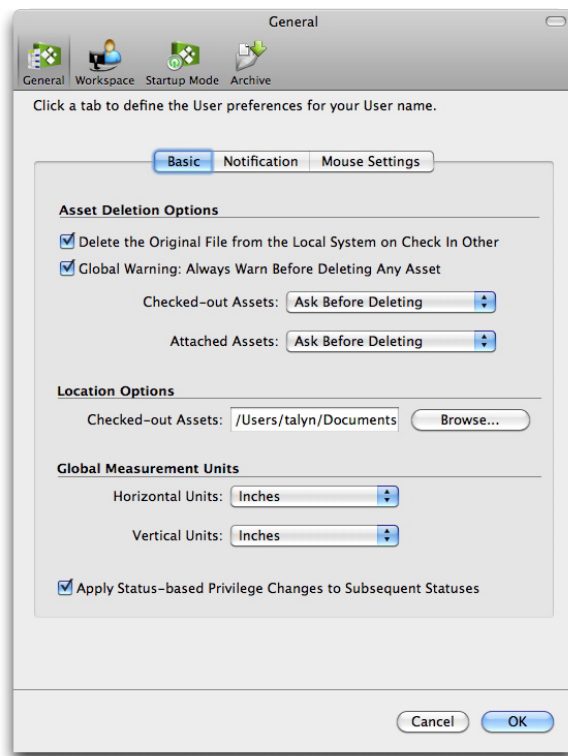 General
General Workspace Startup Mode Archive
Click a tab to define the User preferences for your User name.
Basic Notification Mouse Settings
Asset Deletion Options
Delete the Original File from the Local System on Check In Other
Global Warning: Always Warn Before Deleting Any Asset
Checked-out Assets: Ask Before Deleting
Attached Assets: Ask Before Deleting
Location Options
Checked-out Assets: /Users/talyn/Documents Browse...
Global Measurement Units
Horizontal Units: Inches
Vertical Units: Inches
Apply Status-based Privilege Changes to Subsequent Statuses
Cancel OK